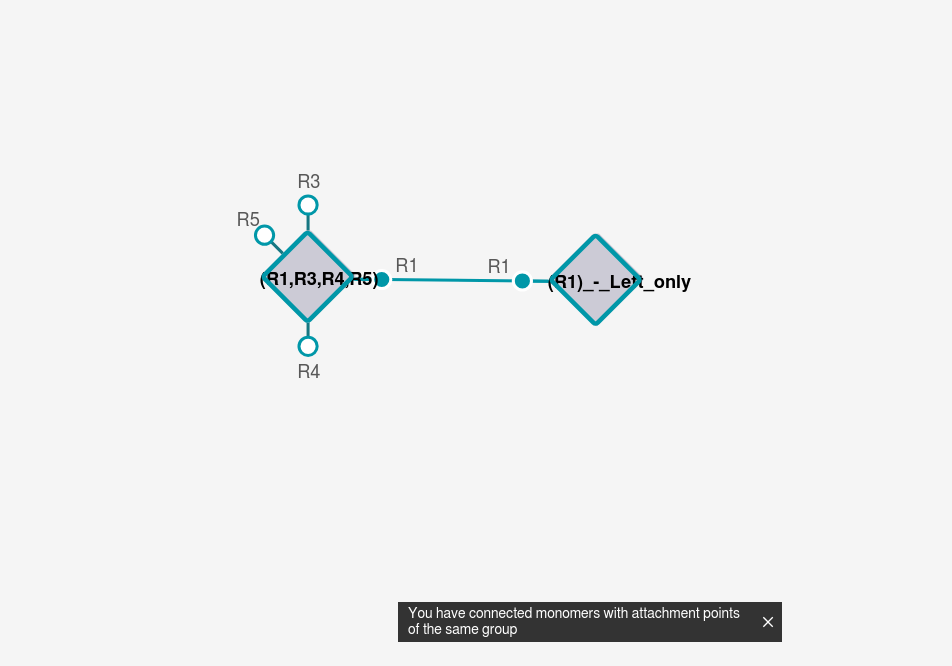 R3
R5
R1
R1
(R1,R3,R4,R5)
(R1)_-_Left_only
R4
You have connected monomers with attachment points
of the same group